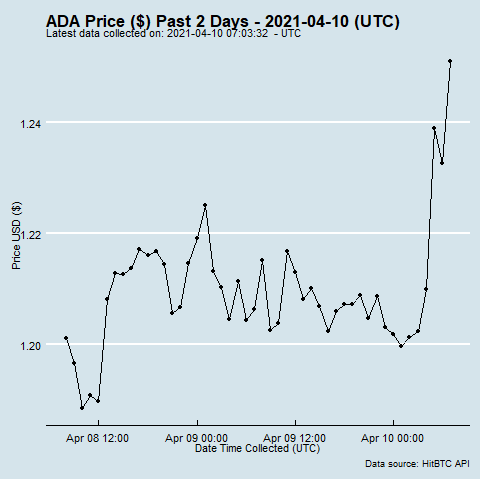 ADA Price ($) Past 2 Days - 2021-04-10 (UTC)
Latest data collected on: 2021-04-10 07:03:32  - UTC
1.24
1.22
1.20
Price USD ($)
Apr 08 12:00
Apr 09 00:00
Apr 09 12:00
Apr 10 00:00
Date Time Collected (UTC)
Data source: HitBTC API